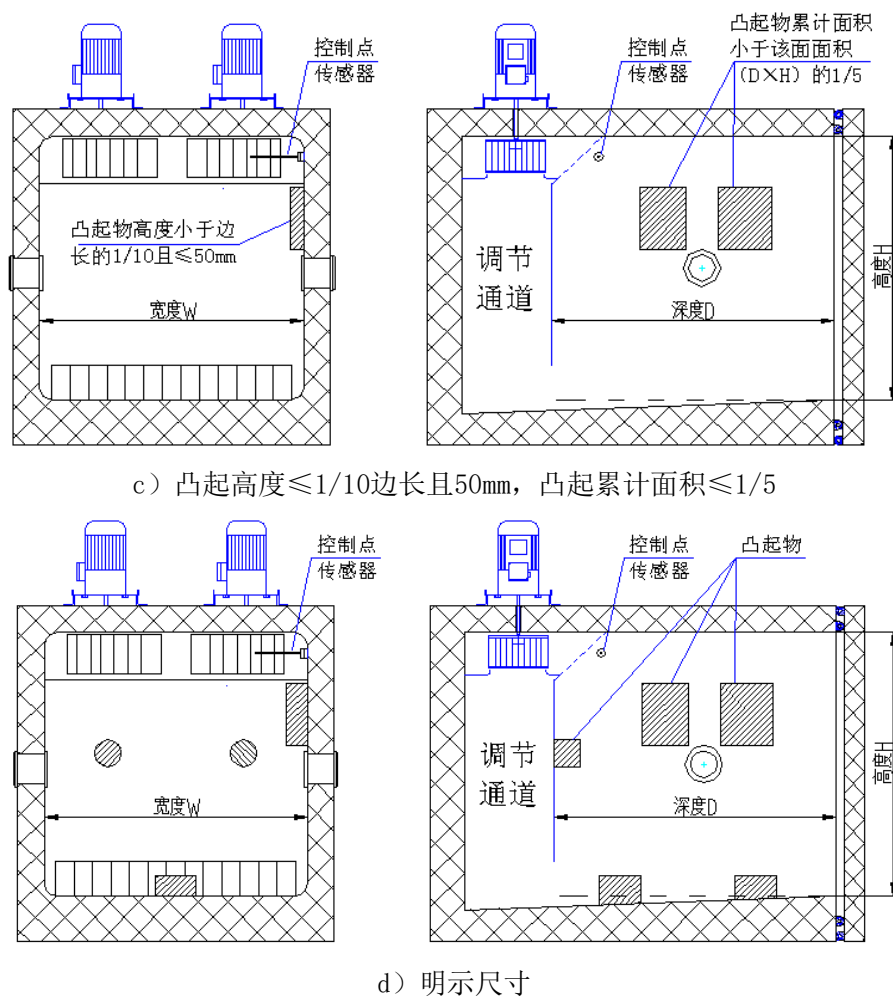 控制点
传感器
凸起物高度小于边
长的1/10且≤50mm
宽度W
控制点
传感器
凸起物累计面积
小于该面面积
(D×H)的1/5
调节
通道
深度D
高度H
c)凸起高度≤1/10边长且50mm,凸起累计面积≤1/5
控制点
传感器
宽度W
控制点
传感器
凸起物
调节
通道
深度D
高度H
d)明示尺寸